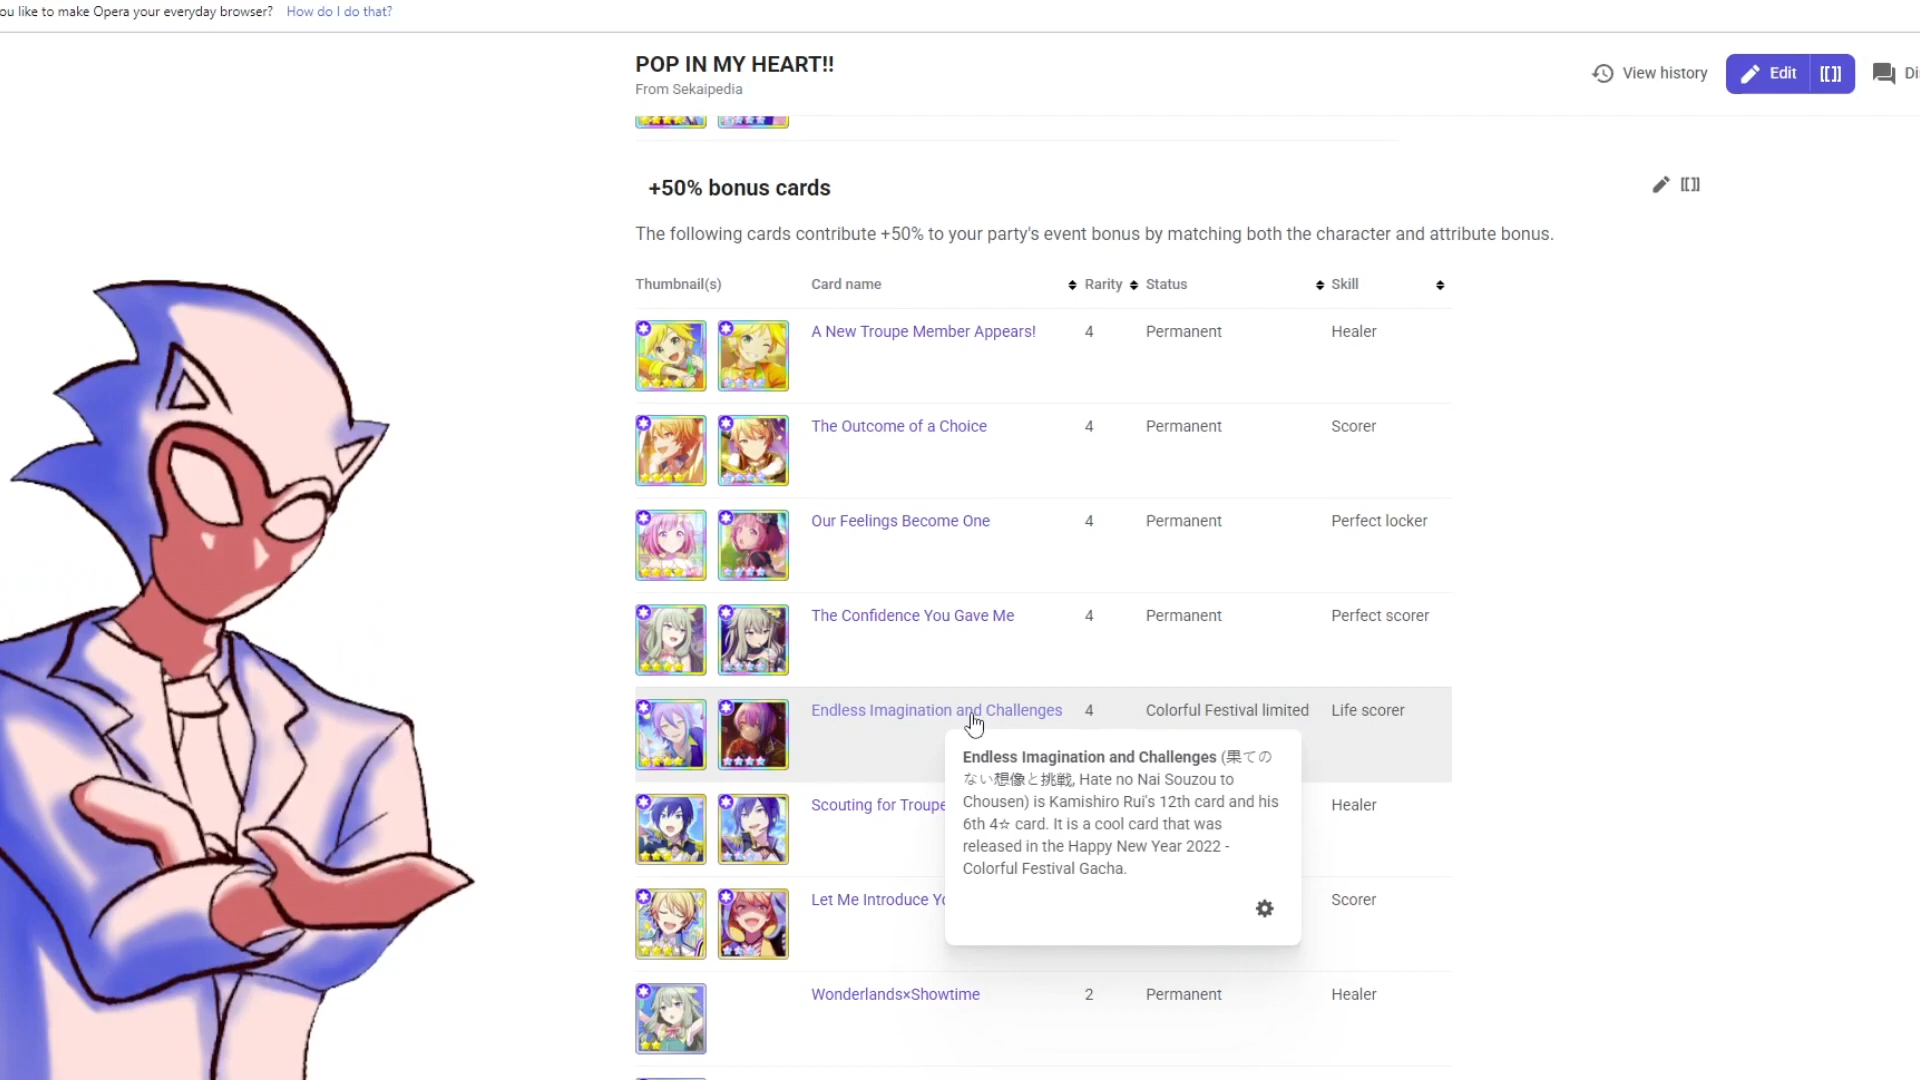 ou like to make Opera your everyday browser? How do I do that?
POP IN MY HEART!!
From Sekaipedia
View history
Edit
[[]]
Di
+50% bonus cards
[[]]
The following cards contribute +50% to your party's event bonus by matching both the character and attribute bonus.
Thumbnail(s) Card name Rarity Status Skill
A New Troupe Member Appears! 4 Permanent Healer
The Outcome of a Choice 4 Permanent Scorer
Our Feelings Become One 4 Permanent Perfect locker
The Confidence You Gave Me 4 Permanent Perfect scorer
Endless Imagination and Challenges 4 Colorful Festival limited Life scorer
Endless Imagination and Challenges (果ての
ない想像と挑戦, Hate no Nai Souzou to
Chousen) is Kamishiro Rui's 12th card and his
6th 4☆ card. It is a cool card that was
released in the Happy New Year 2022 -
Colorful Festival Gacha.
Scouting for Troupe Healer
Let Me Introduce Yo Scorer
Wonderlands×Showtime 2 Permanent Healer